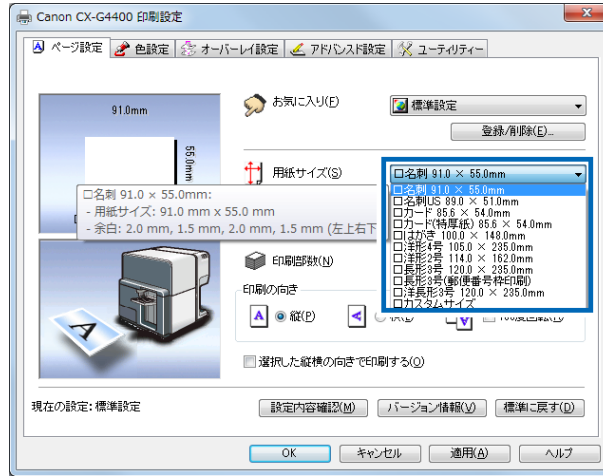 Canon CX-G4400 印刷設定
ページ設定 色設定 オーバーレイ設定 アドバンスド設定 ユーティリティー
91.0mm
55.0mm
お気に入り(F)
標準設定
登録/削除(E)...
用紙サイズ(S)
□名刺 91.0 × 55.0mm
□名刺 91.0 × 55.0mm
□名刺US 89.0 × 51.0mm
□カード 85.6 × 54.0mm
□カード(特厚紙) 85.6 × 54.0mm
□はがき 100.0 × 148.0mm
□洋形4号 105.0 × 235.0mm
□洋形2号 114.0 × 162.0mm
□長形3号 120.0 × 235.0mm
□長形3号(郵便番号枠印刷)
□洋長形3号 120.0 × 235.0mm
□カスタムサイズ
□名刺 91.0 × 55.0mm:
- 用紙サイズ: 91.0 mm x 55.0 mm
- 余白: 2.0 mm, 1.5 mm, 2.0 mm, 1.5 mm (左上右下
印刷部数(N)
印刷の向き
A 縦(P)
選択した縦横の向きで印刷する(O)
現在の設定: 標準設定
設定内容確認(M) バージョン情報(V) 標準に戻す(D)
OK キャンセル 適用(A) ヘルプ